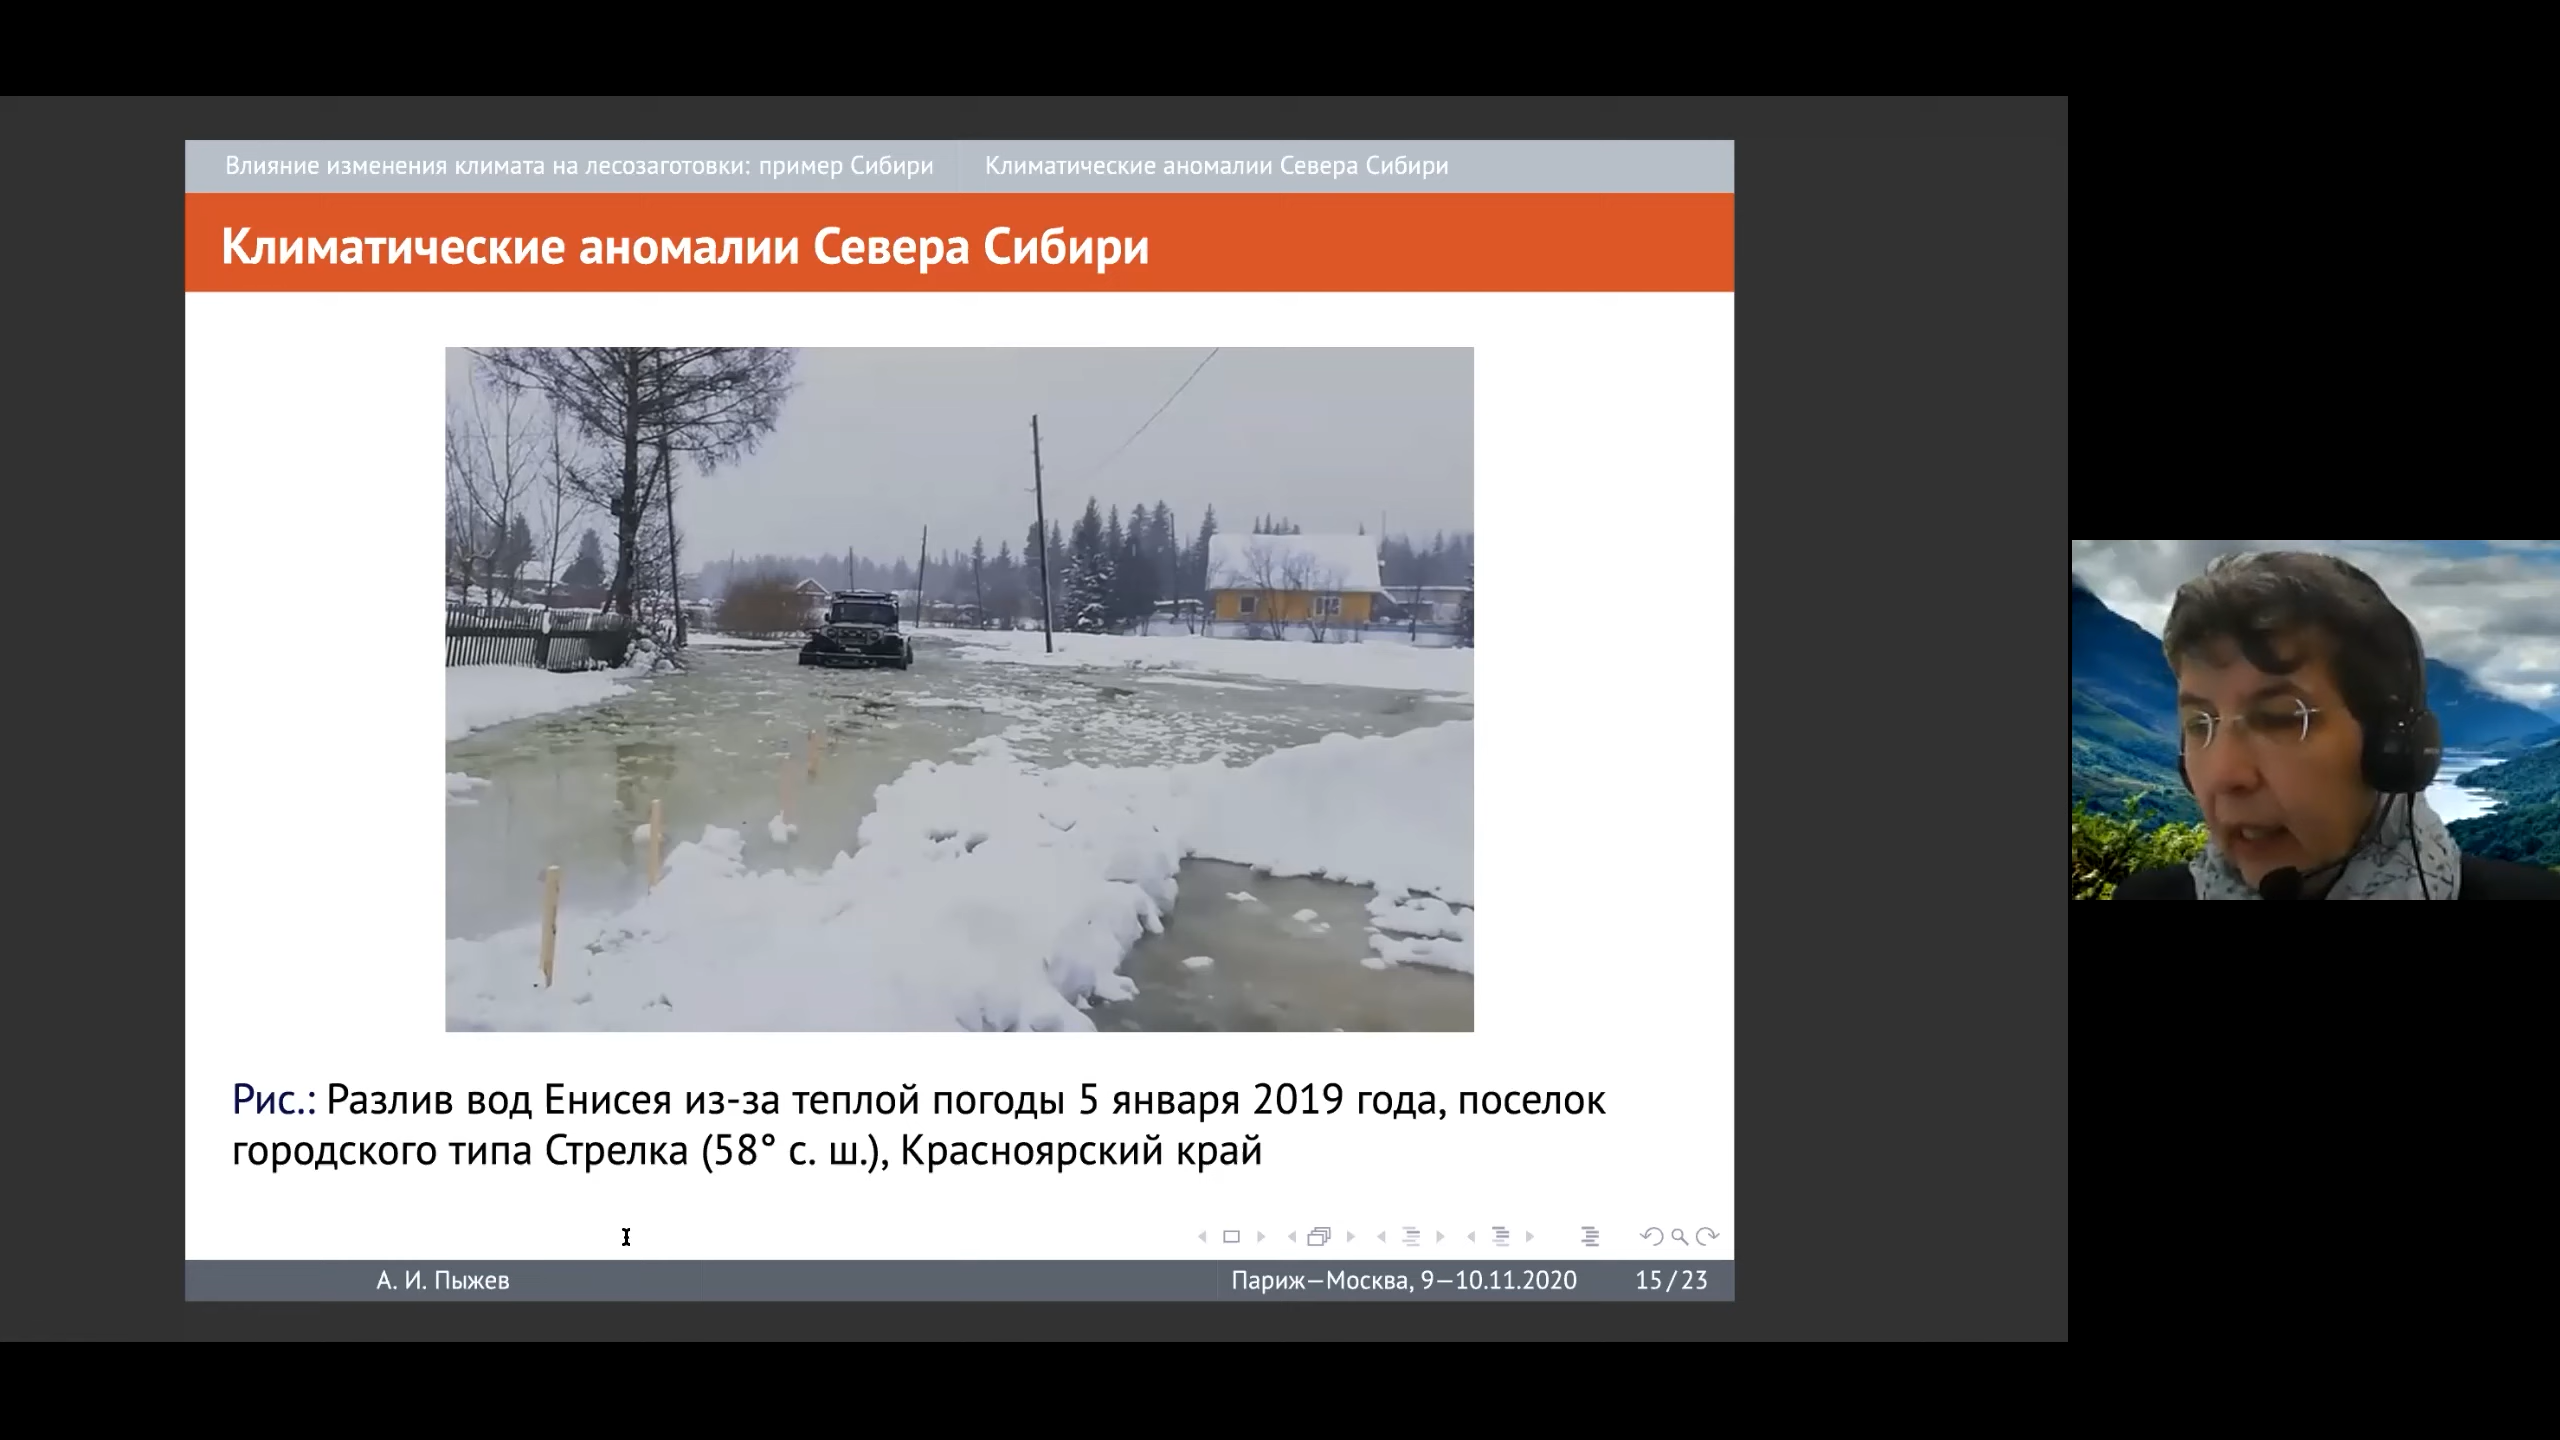 Влияние изменения климата на лесозаготовки: пример Сибири
Климатические аномалии Севера Сибири
Климатические аномалии Севера Сибири
Рис.: Разлив вод Енисея из-за теплой погоды 5 января 2019 года, поселок
городского типа Стрелка (58° с. ш.), Красноярский край
А. И. Пыжев
Париж—Москва, 9—10.11.2020
15/23